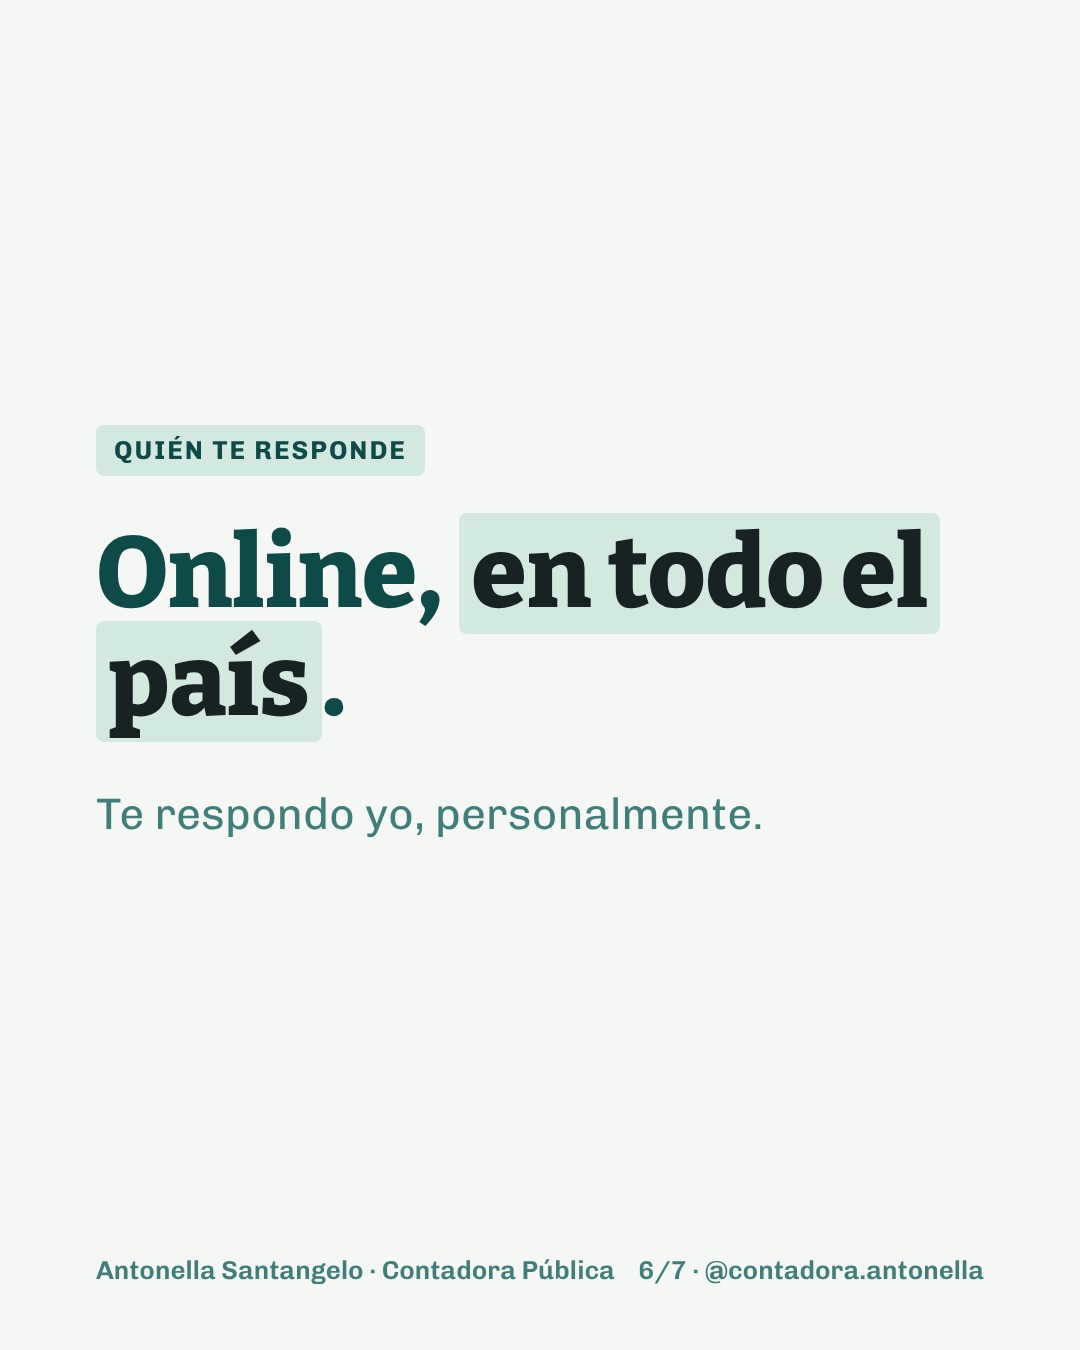 QUIÉN TE RESPONDE
Online, en todo el
país.
Te respondo yo, personalmente.
Antonella Santangelo · Contadora Pública 6/7 · @contadora.antonella